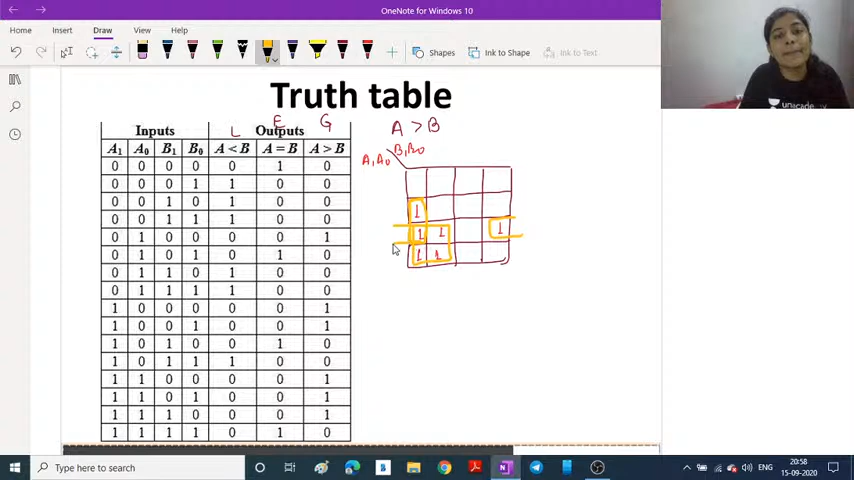 OneNote for Windows 10
Home Insert Draw View Help
Shapes Ink to Shape Ink to Text
Truth table
Inputs Outputs
L E G
A1 A0 B1 B0 A < B A = B A > B
0 0 0 0 0 1 0
0 0 0 1 1 0 0
0 0 1 0 1 0 0
0 0 1 1 1 0 0
0 1 0 0 0 0 1
0 1 0 1 0 1 0
0 1 1 0 1 0 0
0 1 1 1 1 0 0
1 0 0 0 0 0 1
1 0 0 1 0 0 1
1 0 1 0 0 1 0
1 0 1 1 1 0 0
1 1 0 0 0 0 1
1 1 0 1 0 0 1
1 1 1 0 0 0 1
1 1 1 1 0 1 0
A > B
B1B0
A1A0
1
1 1 1
1 1
unacademy
Type here to search
ENG
20:58
15-09-2020